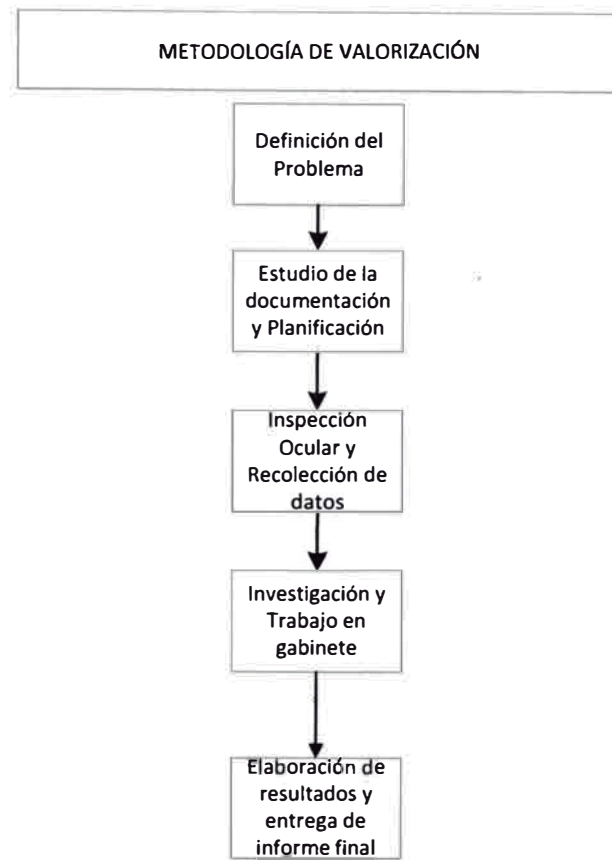 METODOLOGÍA DE VALORIZACIÓN
Definición del
Problema
Estudio de la
documentación
y Planificación
Inspección
Ocular y
Recolección de
datos
Investigación y
Trabajo en
gabinete
Elaboración de
resultados y
entrega de
informe final